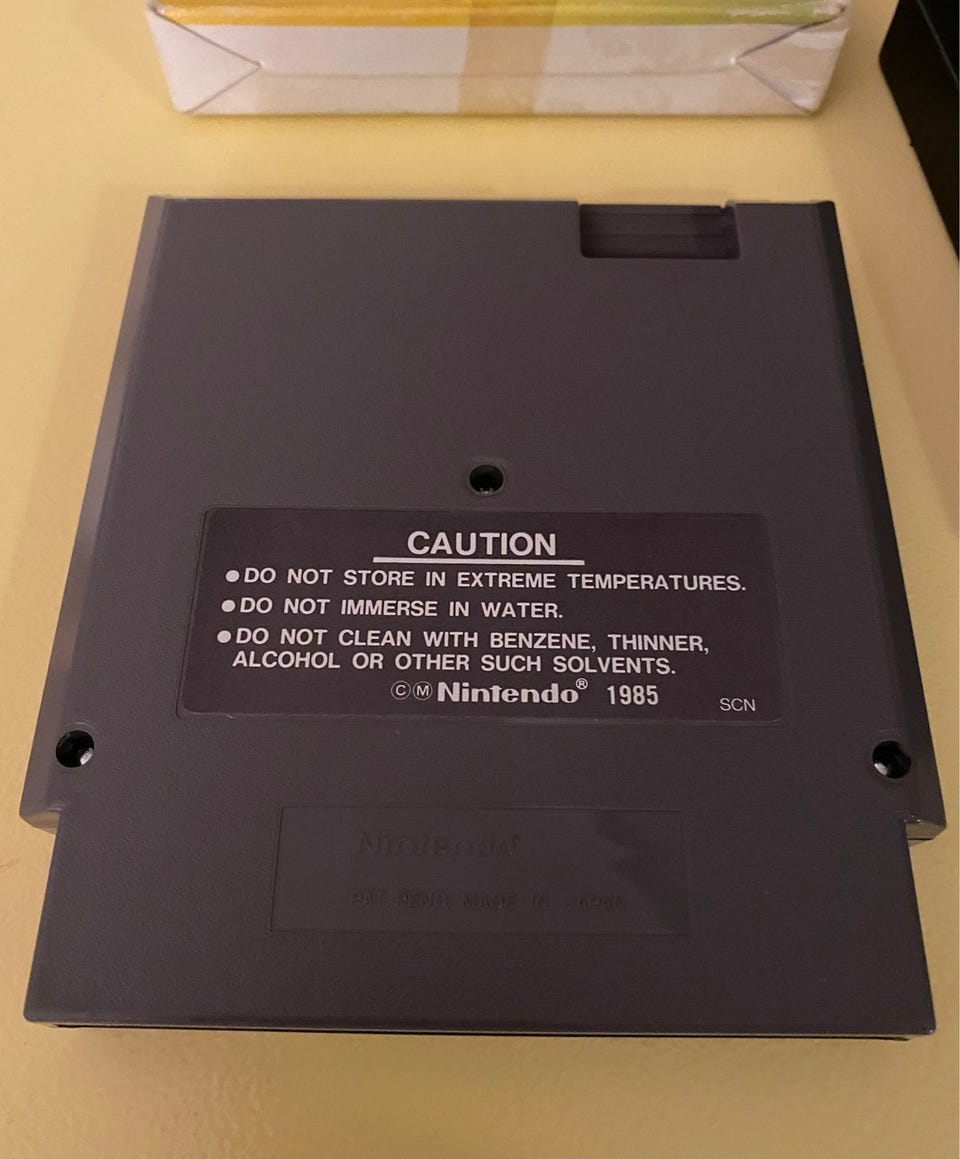 CAUTION
●DO NOT STORE IN EXTREME TEMPERATURES.
●DO NOT IMMERSE IN WATER.
●DO NOT CLEAN WITH BENZENE, THINNER,
ALCOHOL OR OTHER SUCH SOLVENTS.
ⒸⓂNintendo® 1985
SCN
Nintendo®
PAT. PEND. MADE IN JAPAN